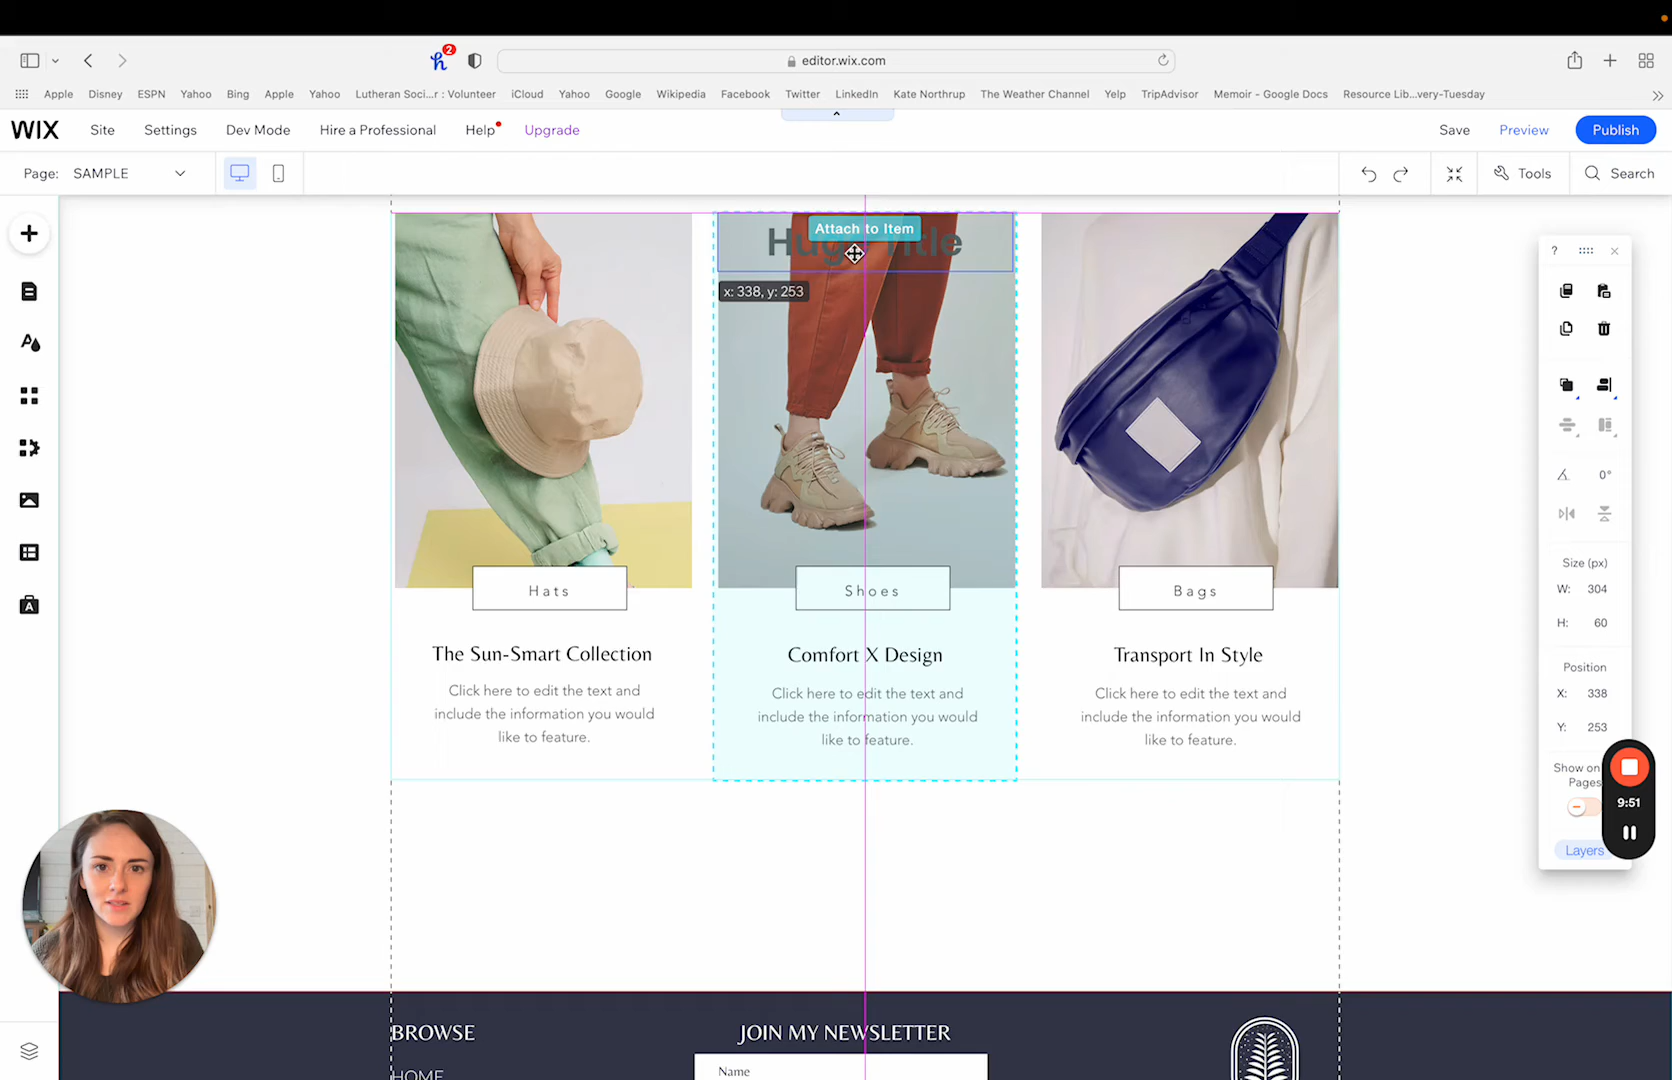 2
editor.wix.com
Apple Disney ESPN Yahoo Bing Apple Yahoo Lutheran Soci...r : Volunteer iCloud Yahoo Google Wikipedia Facebook Twitter LinkedIn Kate Northrup The Weather Channel Yelp TripAdvisor Memoir - Google Docs Resource Lib...very-Tuesday
WIX Site Settings Dev Mode Hire a Professional Help Upgrade Save Preview Publish
Page: SAMPLE Tools Search
Attach to Item
Huge Title
x: 338, y: 253
Hats
Shoes
Bags
The Sun-Smart Collection
Click here to edit the text and
include the information you would
like to feature.
Comfort X Design
Click here to edit the text and
include the information you would
like to feature.
Transport In Style
Click here to edit the text and
include the information you would
like to feature.
?
0°
Size (px)
W: 304
H: 60
Position
X: 338
Y: 253
Show on
Pages
Layers
9:51
BROWSE
HOME
JOIN MY NEWSLETTER
Name